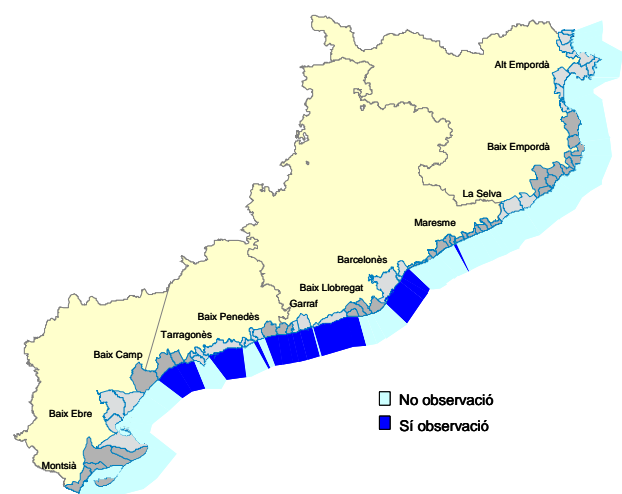 Alt Empordà
Baix Empordà
La Selva
Maresme
Barcelonès
Baix Llobregat
Garraf
Baix Penedès
Tarragonès
Baix Camp
Baix Ebre
Montsià
No observació
Sí observació